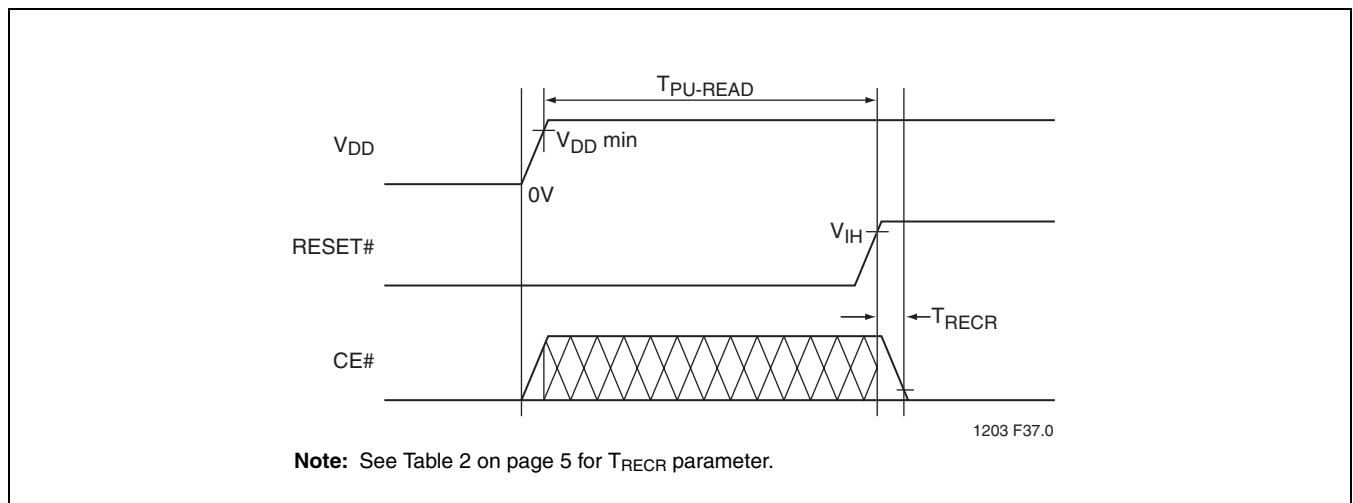 TPU-READ
VDD
VDD min
0V
VIH
RESET#
TRECR
CE#
1203 F37.0
Note: See Table 2 on page 5 for TRECR parameter.